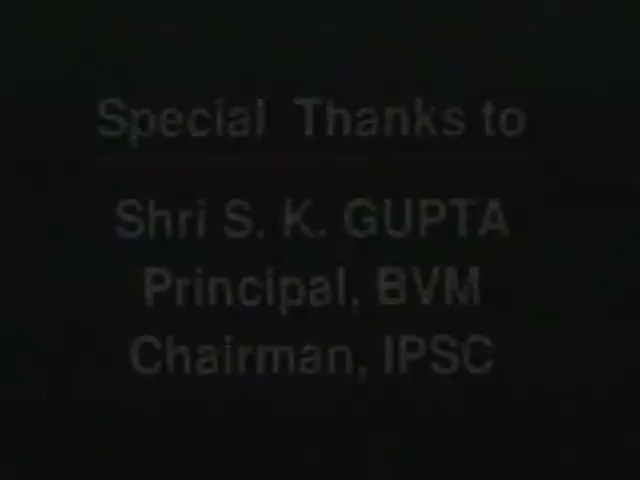 Special Thanks to
Shri S. K. GUPTA
Principal, BVM
Chairman, IPSC